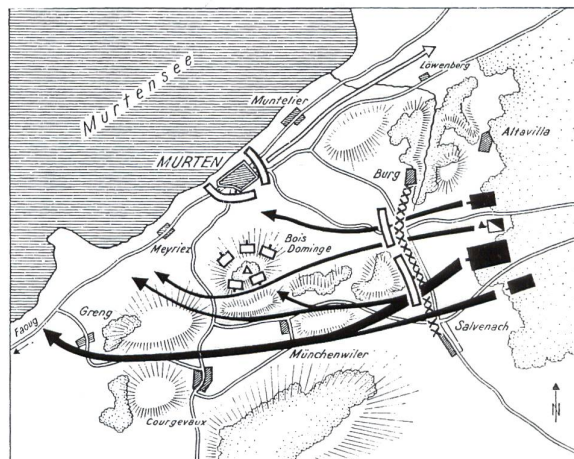 Murtensee
Löwenberg
Muntelier
Altavilla
MURTEN
Burg
Bois
Dominge
Meyriez
Greng
Faoug
Salvenach
Münchenwiler
Courgevaux
N